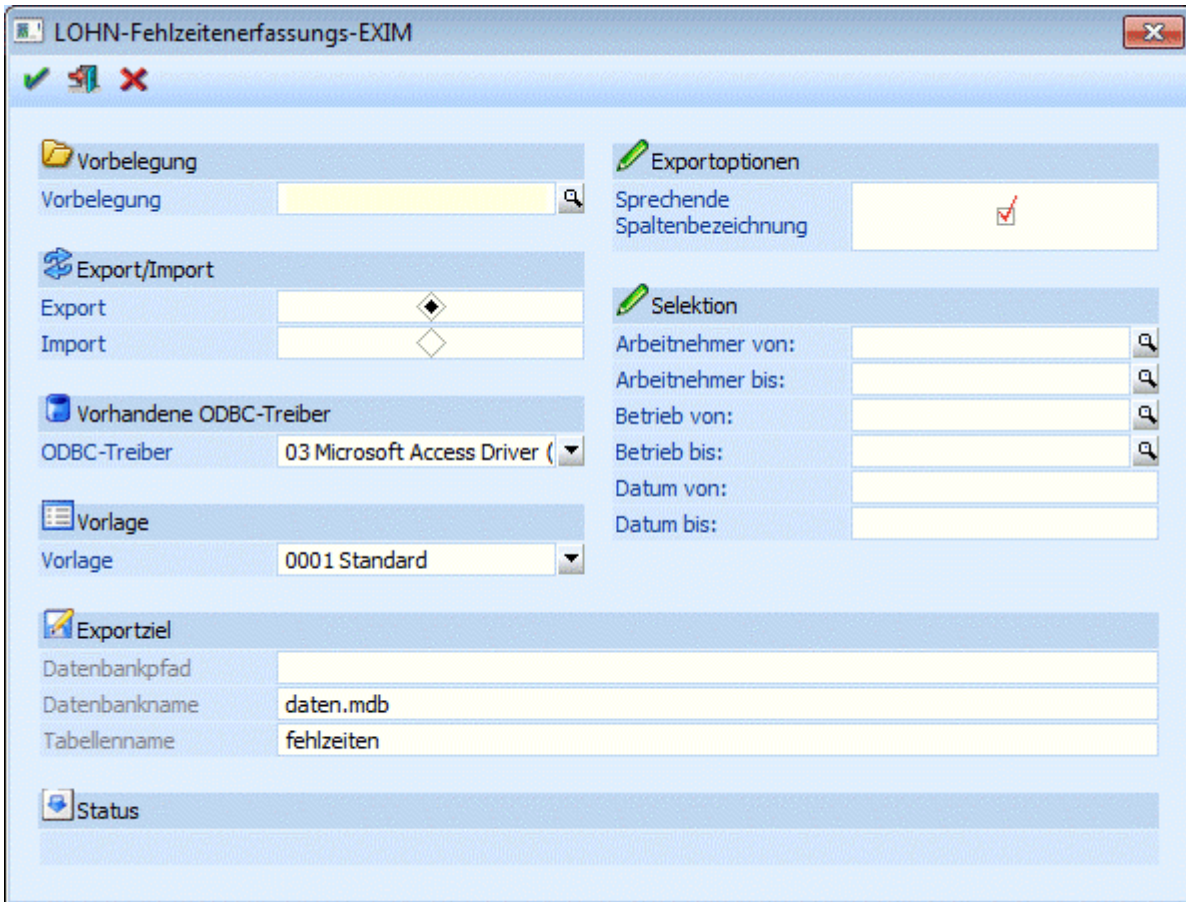 LOHN-Fehlzeitenerfassungs-EXIM
Vorbelegung
Vorbelegung
Export/Import
Export
Import
Vorhandene ODBC-Treiber
ODBC-Treiber 03 Microsoft Access Driver (
Vorlage
Vorlage 0001 Standard
Exportoptionen
Sprechende
Spaltenbezeichnung
Selektion
Arbeitnehmer von:
Arbeitnehmer bis:
Betrieb von:
Betrieb bis:
Datum von:
Datum bis:
Exportziel
Datenbankpfad
Datenbankname daten.mdb
Tabellenname fehlzeiten
Status